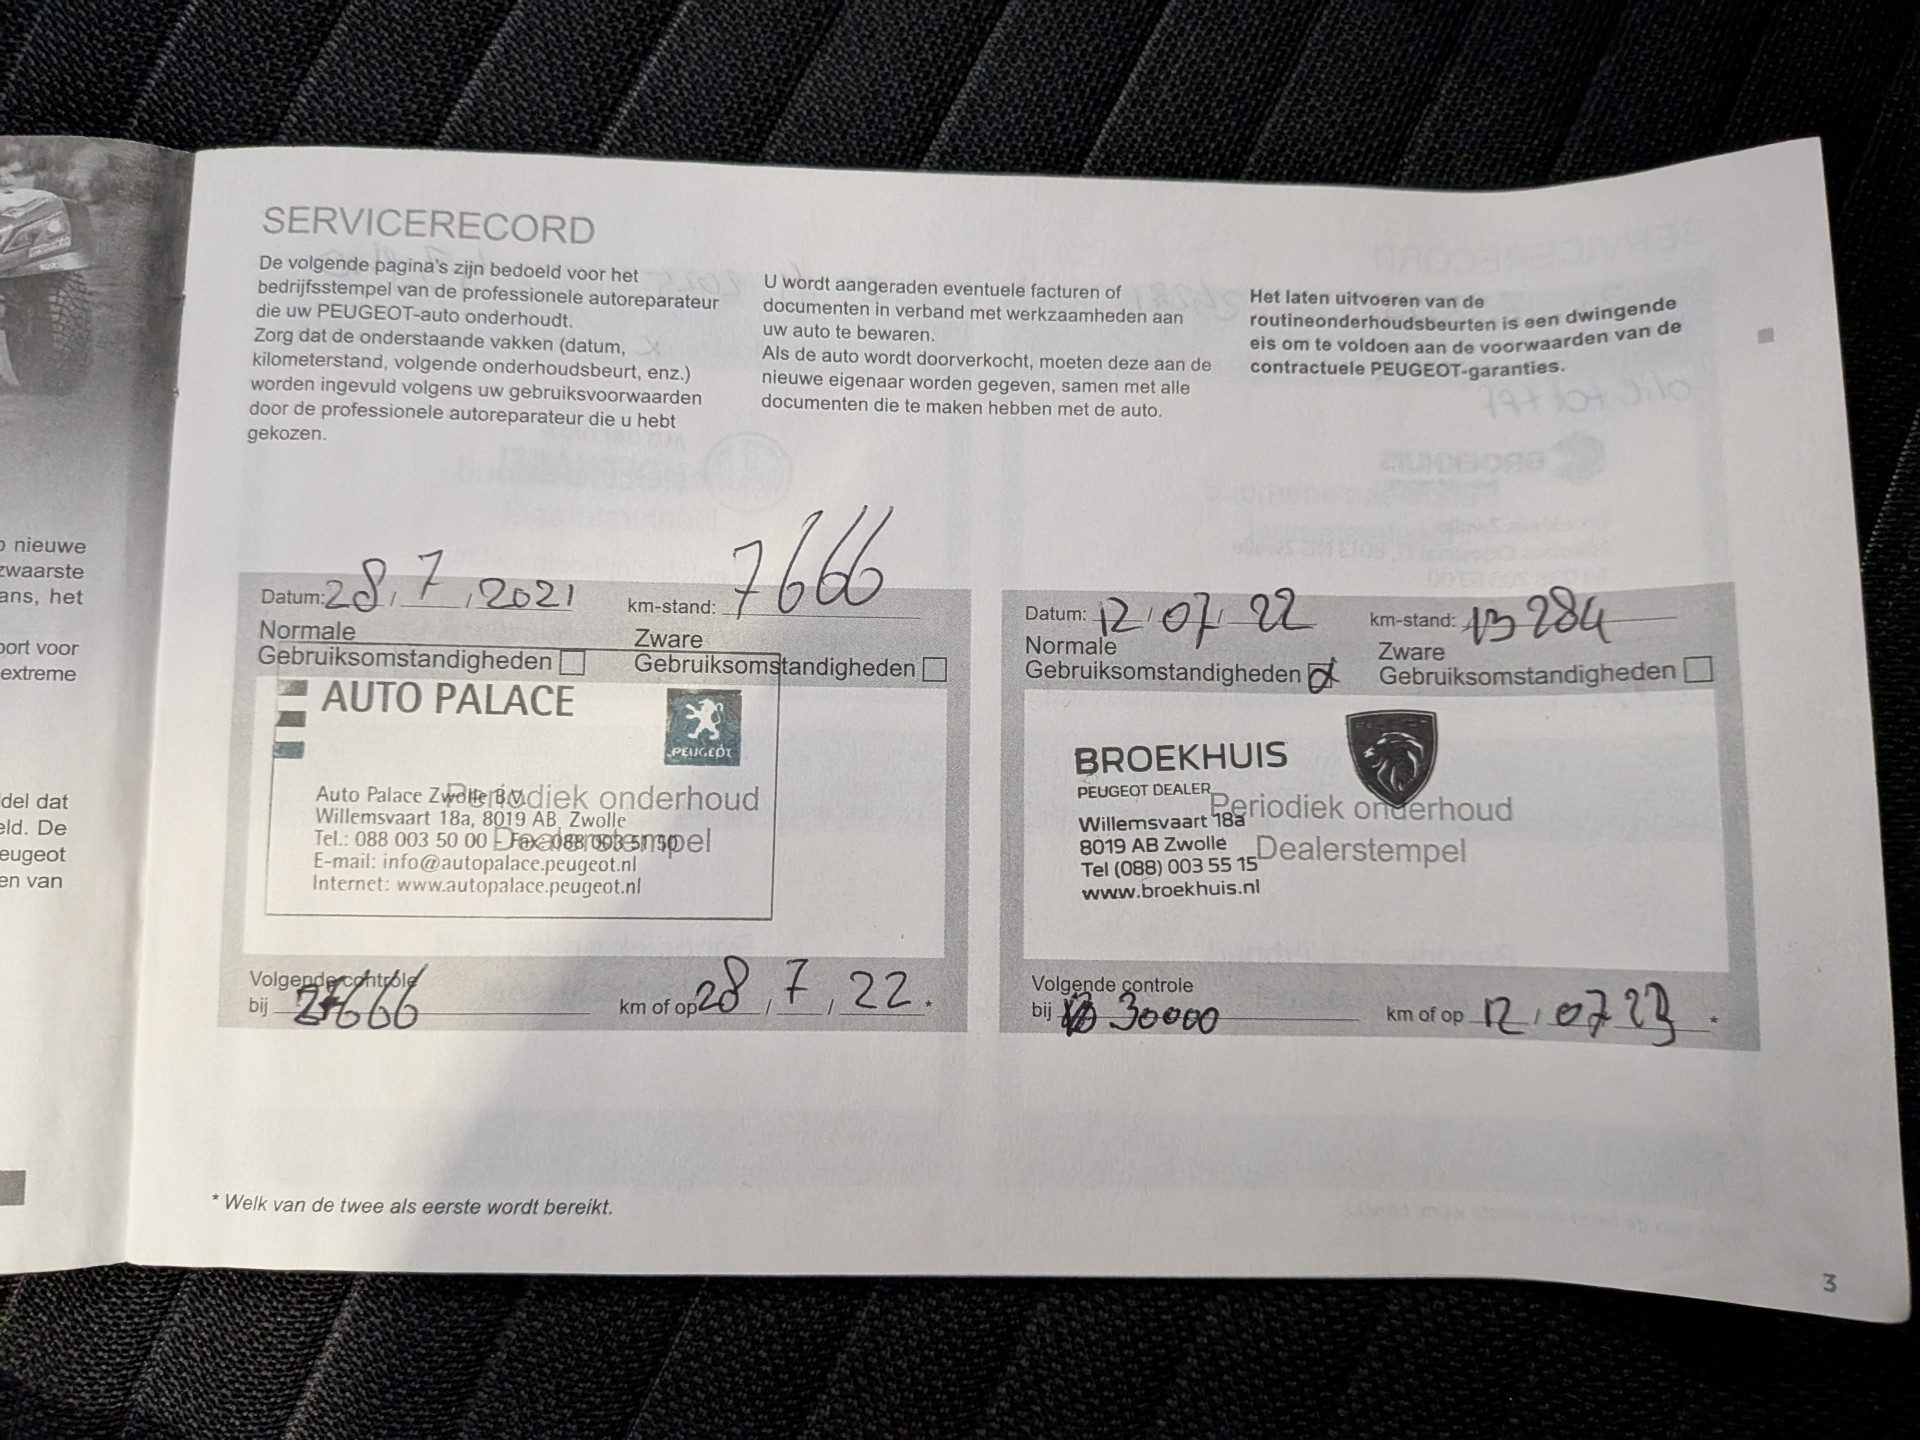 nieuwe
zwaarste
ans, het
port voor
extreme
del dat
eld. De
eugeot
en van
SERVICERECORD
De volgende pagina's zijn bedoeld voor het
bedrijfsstempel van de professionele autoreparateur
die uw PEUGEOT-auto onderhoudt.
Zorg dat de onderstaande vakken (datum,
kilometerstand, volgende onderhoudsbeurt, enz.)
worden ingevuld volgens uw gebruiksvoorwaarden
door de professionele autoreparateur die u hebt
gekozen.
U wordt aangeraden eventuele facturen of
documenten in verband met werkzaamheden aan
uw auto te bewaren.
Als de auto wordt doorverkocht, moeten deze aan de
nieuwe eigenaar worden gegeven, samen met alle
documenten die te maken hebben met de auto.
Het laten uitvoeren van de
routineonderhoudsbeurten is een dwingende
eis om te voldoen aan de voorwaarden van de
contractuele PEUGEOT-garanties.
Datum: 28, 7, 2021 km-stand: 7666
Normale Zware
Gebruiksomstandigheden Gebruiksomstandigheden
AUTO PALACE
PEUGEOT
Periodiek onderhoud
Dealerstempel
Auto Palace Zwolle B.V.
Willemsvaart 18a, 8019 AB Zwolle
Tel.: 088 003 50 00 Fax 088 003 51 50
E-mail: info@autopalace.peugeot.nl
Internet: www.autopalace.peugeot.nl
Volgende controle
bij km of op 28, 7, 22 *
Datum: 12 / 07 / 22 km-stand: 13284
Normale Zware
Gebruiksomstandigheden Gebruiksomstandigheden
BROEKHUIS
PEUGEOT DEALER
Periodiek onderhoud
Dealerstempel
Willemsvaart 18a
8019 AB Zwolle
Tel (088) 003 55 15
www.broekhuis.nl
Volgende controle
bij 30000 km of op 12 / 07 23 *
* Welk van de twee als eerste wordt bereikt.
3